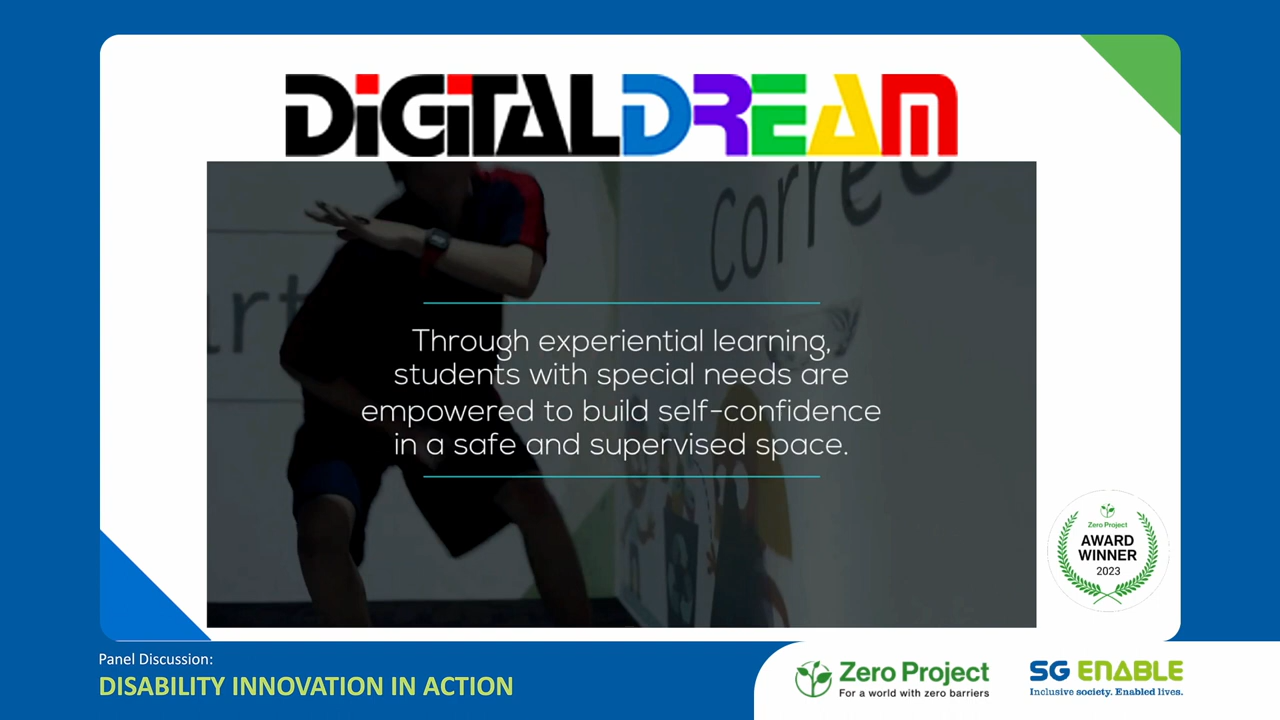 DiGiTALDREAM
Corre
art
Through experiential learning,
students with special needs are
empowered to build self-confidence
in a safe and supervised space.
Zero Project
AWARD
WINNER
2023
Panel Discussion:
DISABILITY INNOVATION IN ACTION
Zero Project
For a world with zero barriers
SG ENABLE
Inclusive society. Enabled lives.